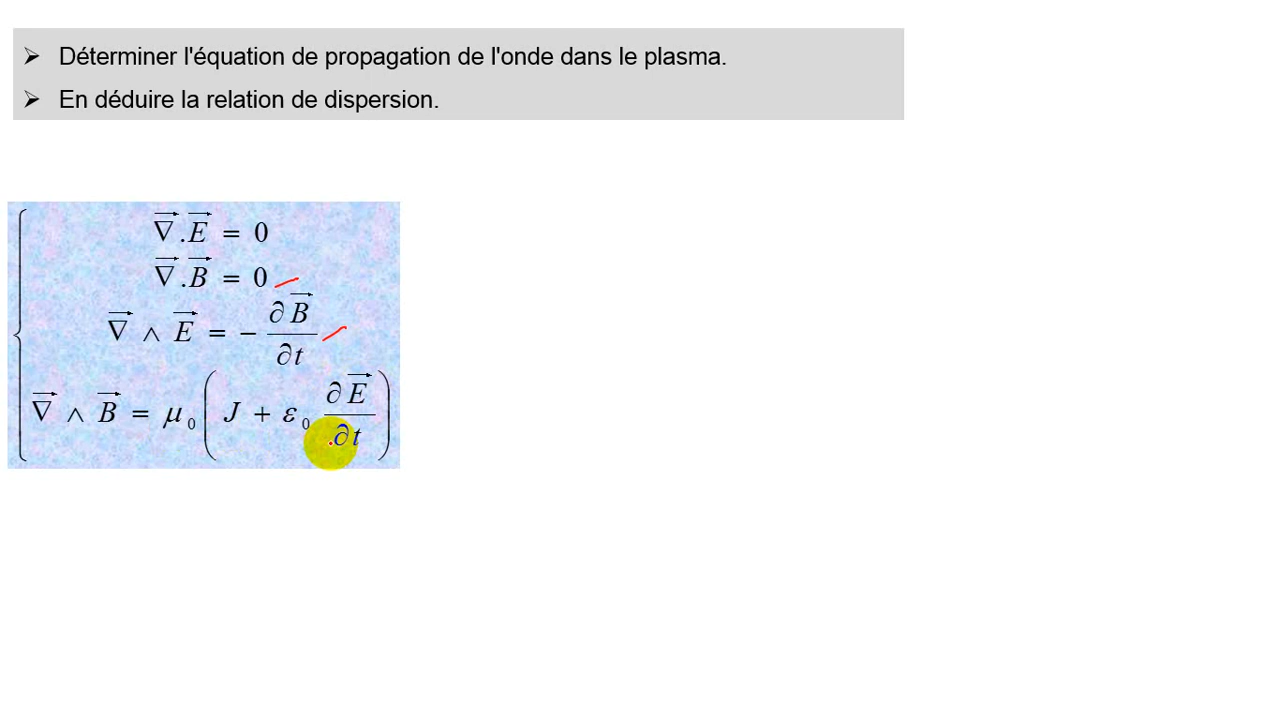 ➢ Déterminer l'équation de propagation de l'onde dans le plasma.
➢ En déduire la relation de dispersion.
∇⃗ . E⃗ = 0
∇⃗ . B⃗ = 0
∇⃗ ∧ E⃗ = − ∂B⃗ / ∂t
∇⃗ ∧ B⃗ = μ₀ ( J + ε₀ ∂E⃗ / ∂t )